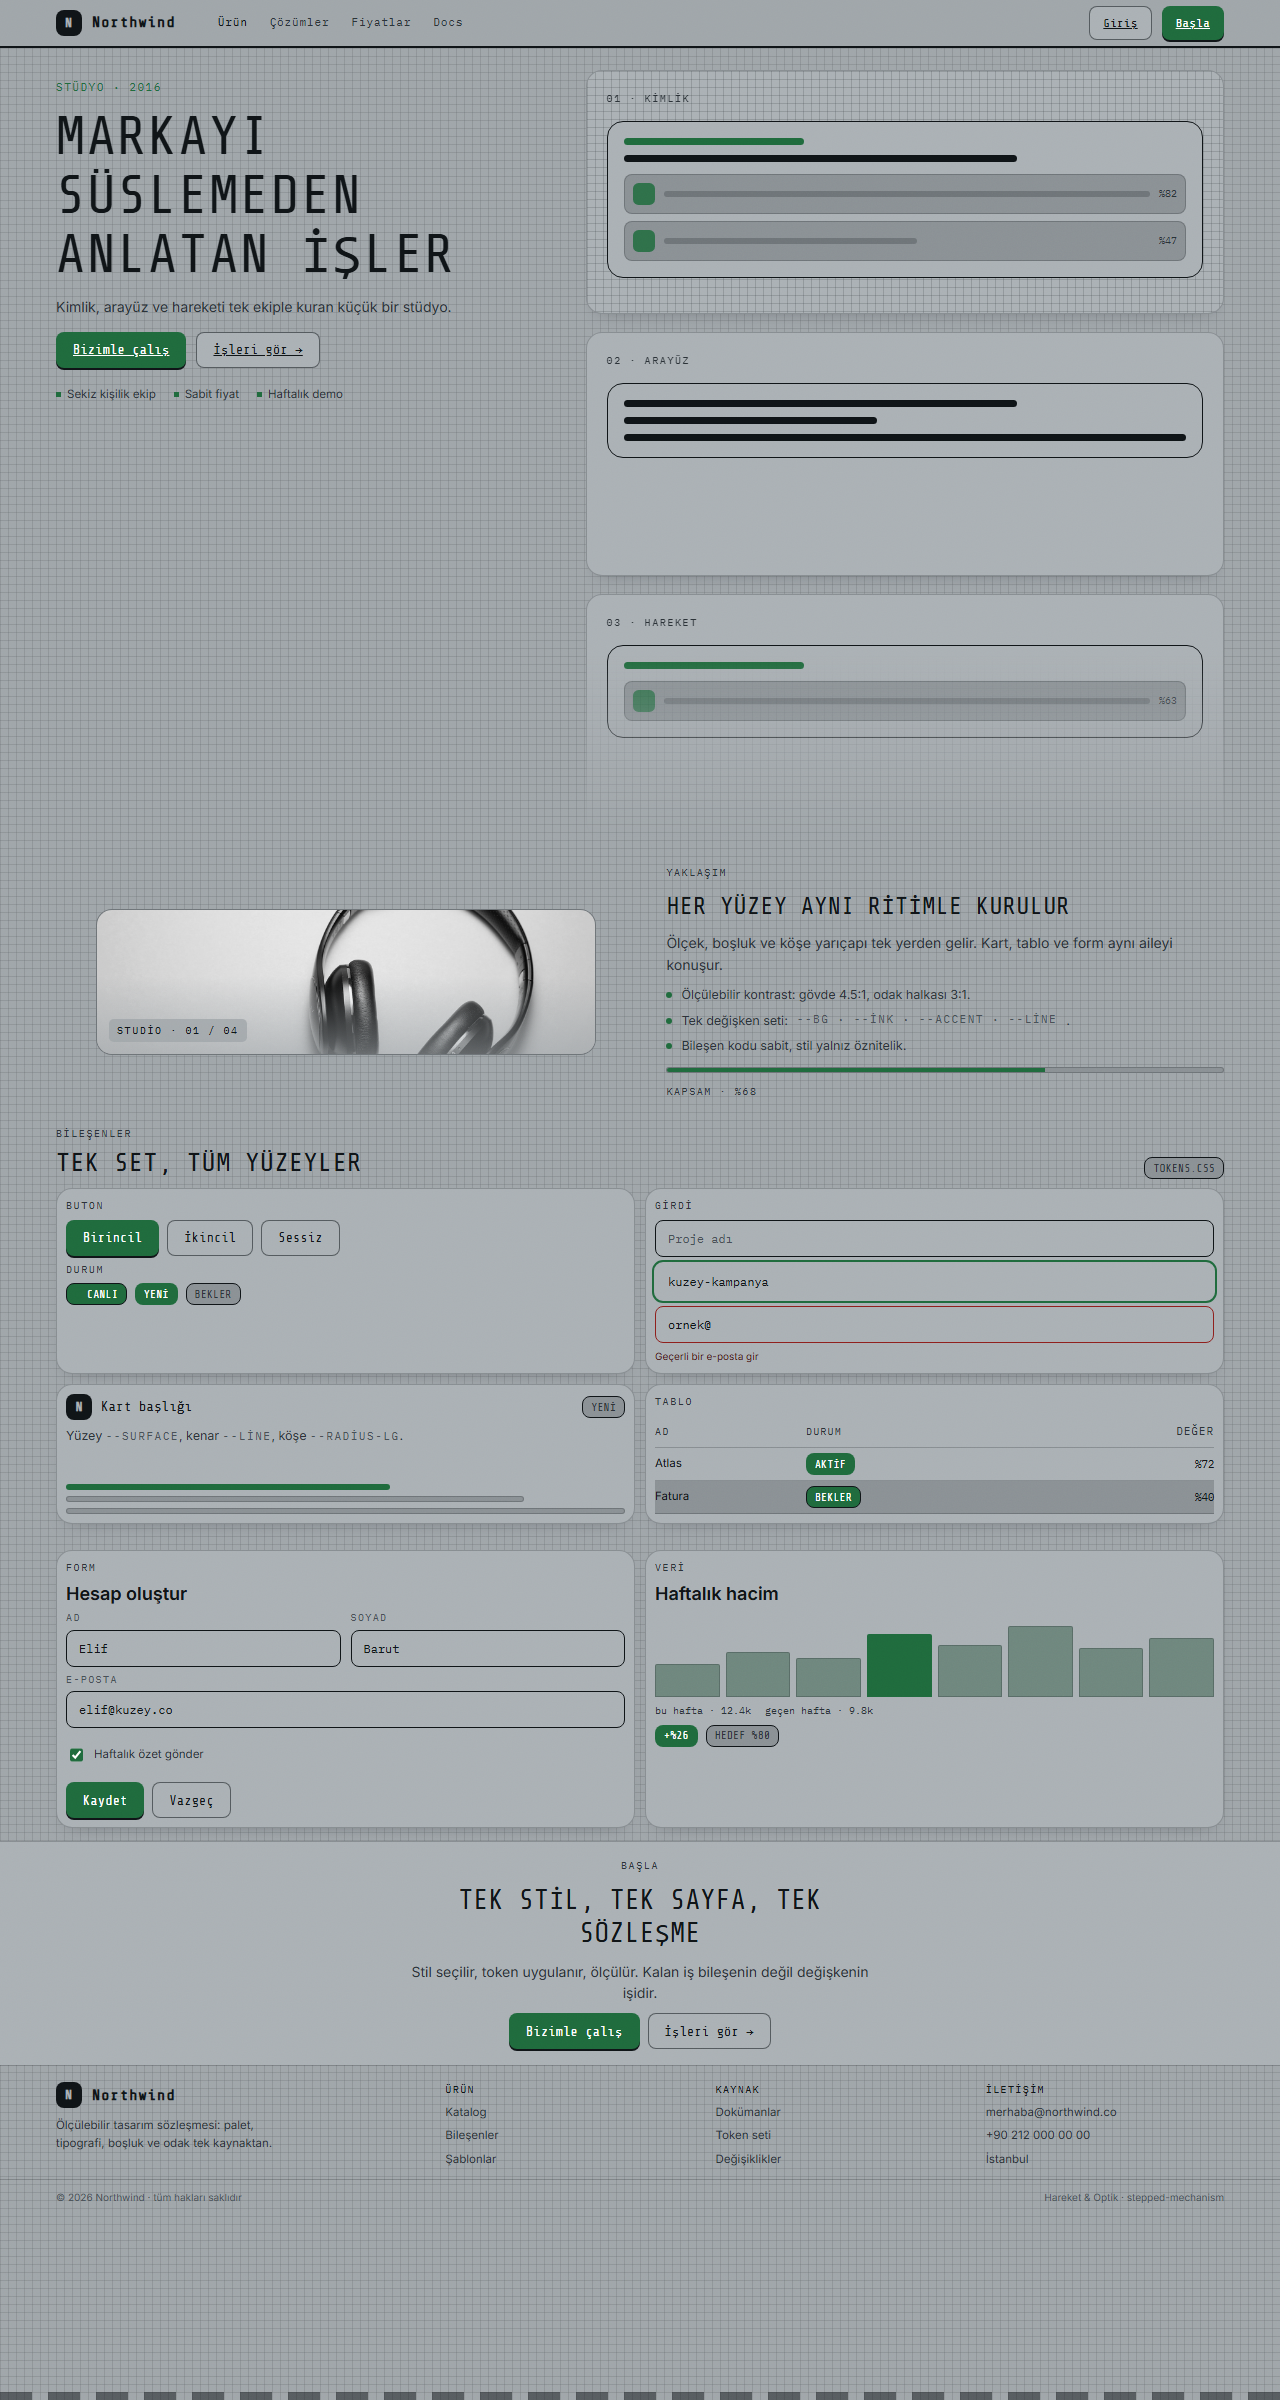 N Northwind Ürün Çözümler Fiyatlar Docs Giriş Başla
STÜDYO · 2016
MARKAYI
SÜSLEMEDEN
ANLATAN İŞLER
Kimlik, arayüz ve hareketi tek ekiple kuran küçük bir stüdyo.
Bizimle çalış İşleri gör →
Sekiz kişilik ekip Sabit fiyat Haftalık demo
01 · KİMLİK
%82
%47
02 · ARAYÜZ
03 · HAREKET
%63
STUDİO · 01 / 04
YAKLAŞIM
HER YÜZEY AYNI RİTİMLE KURULUR
Ölçek, boşluk ve köşe yarıçapı tek yerden gelir. Kart, tablo ve form aynı aileyi
konuşur.
Ölçülebilir kontrast: gövde 4.5:1, odak halkası 3:1.
Tek değişken seti: --BG · --İNK · --ACCENT · --LİNE .
Bileşen kodu sabit, stil yalnız öznitelik.
KAPSAM · %68
BİLEŞENLER
TEK SET, TÜM YÜZEYLER
TOKENS.CSS
BUTON
Birincil İkincil Sessiz
DURUM
CANLI YENİ BEKLER
GİRDİ
Proje adı
kuzey-kampanya
ornek@
Geçerli bir e-posta gir
N Kart başlığı YENİ
Yüzey --SURFACE, kenar --LİNE, köşe --RADİUS-LG.
TABLO
AD DURUM DEĞER
Atlas AKTİF %72
Fatura BEKLER %40
FORM
Hesap oluştur
AD SOYAD
Elif Barut
E-POSTA
elif@kuzey.co
Haftalık özet gönder
Kaydet Vazgeç
VERİ
Haftalık hacim
bu hafta · 12.4k geçen hafta · 9.8k
+%26 HEDEF %80
BAŞLA
TEK STİL, TEK SAYFA, TEK
SÖZLEŞME
Stil seçilir, token uygulanır, ölçülür. Kalan iş bileşenin değil değişkenin
işidir.
Bizimle çalış İşleri gör →
N Northwind
Ölçülebilir tasarım sözleşmesi: palet,
tipografi, boşluk ve odak tek kaynaktan.
ÜRÜN
Katalog
Bileşenler
Şablonlar
KAYNAK
Dokümanlar
Token seti
Değişiklikler
İLETİŞİM
merhaba@northwind.co
+90 212 000 00 00
İstanbul
© 2026 Northwind · tüm hakları saklıdır
Hareket & Optik · stepped-mechanism